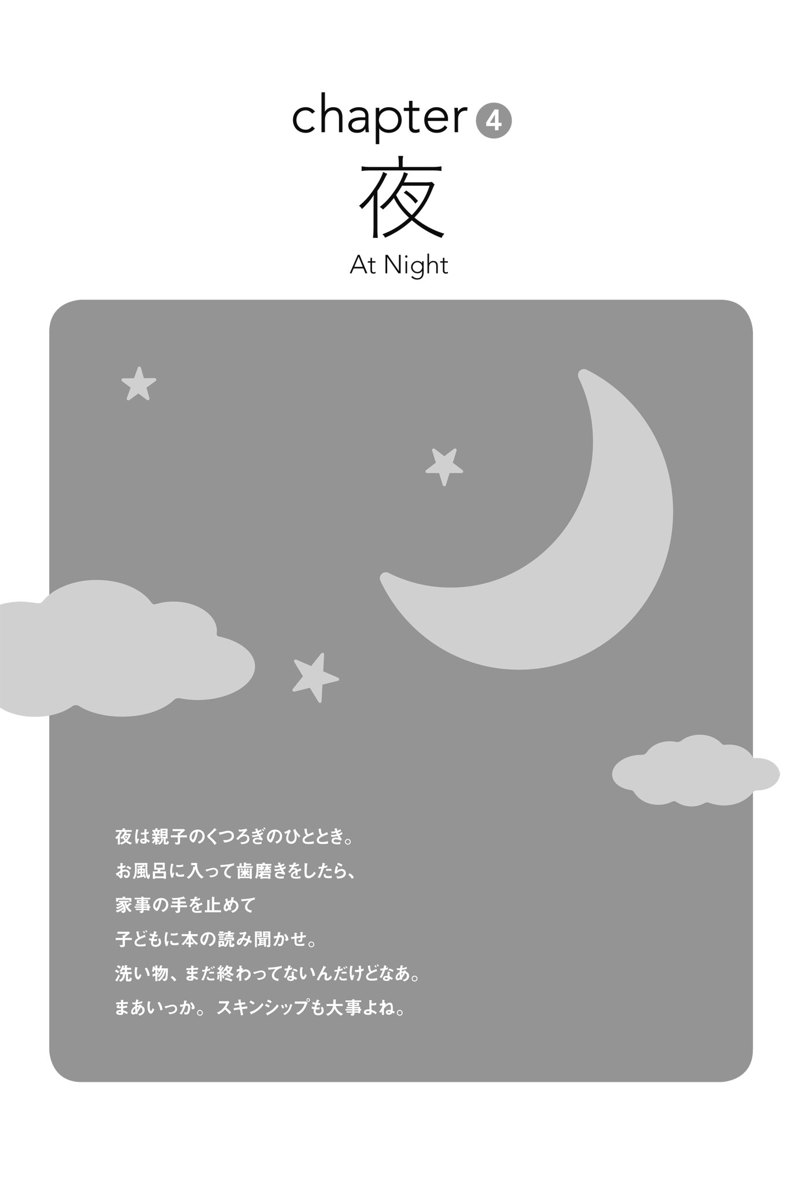 chapter 4
夜
At Night
夜は親子のくつろぎのひととき。
お風呂に入って歯磨きをしたら、
家事の手を止めて
子どもに本の読み聞かせ。
洗い物、まだ終わってないんだけどなあ。
まあいっか。スキンシップも大事よね。